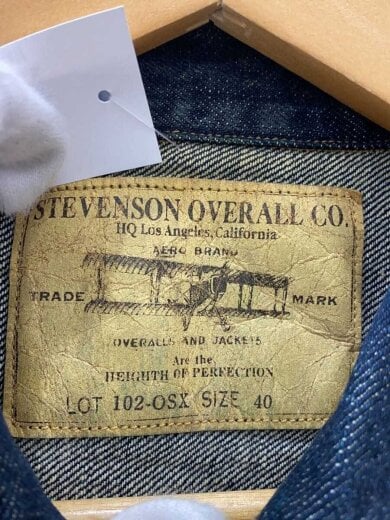 STEVENSON OVERALL CO.
HQ Los Angeles, California
AERO BRAND
TRADE MARK
OVERALLS AND JACKETS
Are the
HEIGHTH OF PERFECTION
LOT 102-OSX SIZE 40